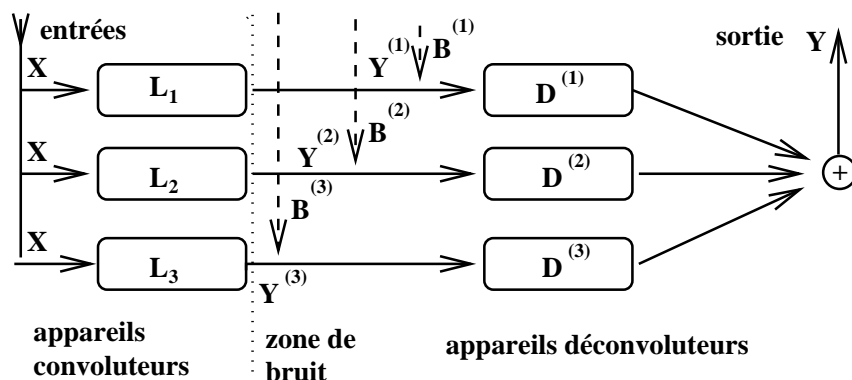 entrées
sortie
X L₁ Y⁽¹⁾ B⁽¹⁾ D⁽¹⁾ Y
X L₂ Y⁽²⁾ B⁽²⁾ D⁽²⁾ +
X L₃ Y⁽³⁾ B⁽³⁾ D⁽³⁾
appareils
convoluteurs
zone de
bruit
appareils déconvoluteurs